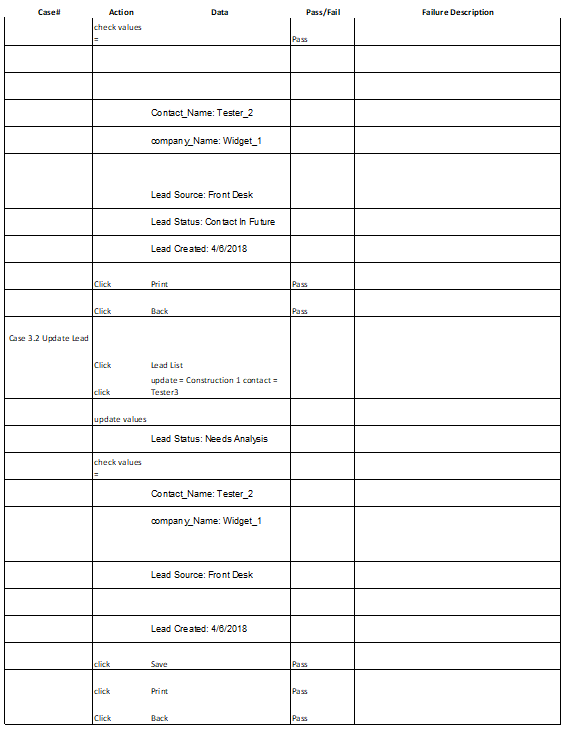 Case# Action Data Pass/Fail Failure Description
check values
= Pass
Contact_Name: Tester_2
company_Name: Widget_1
Lead Source: Front Desk
Lead Status: Contact In Future
Lead Created: 4/6/2018
Click Print Pass
Click Back Pass
Case 3.2 Update Lead
Click Lead List
update = Construction 1 contact =
click Tester3
update values
Lead Status: Needs Analysis
check values
=
Contact_Name: Tester_2
company_Name: Widget_1
Lead Source: Front Desk
Lead Created: 4/6/2018
click Save Pass
click Print Pass
Click Back Pass